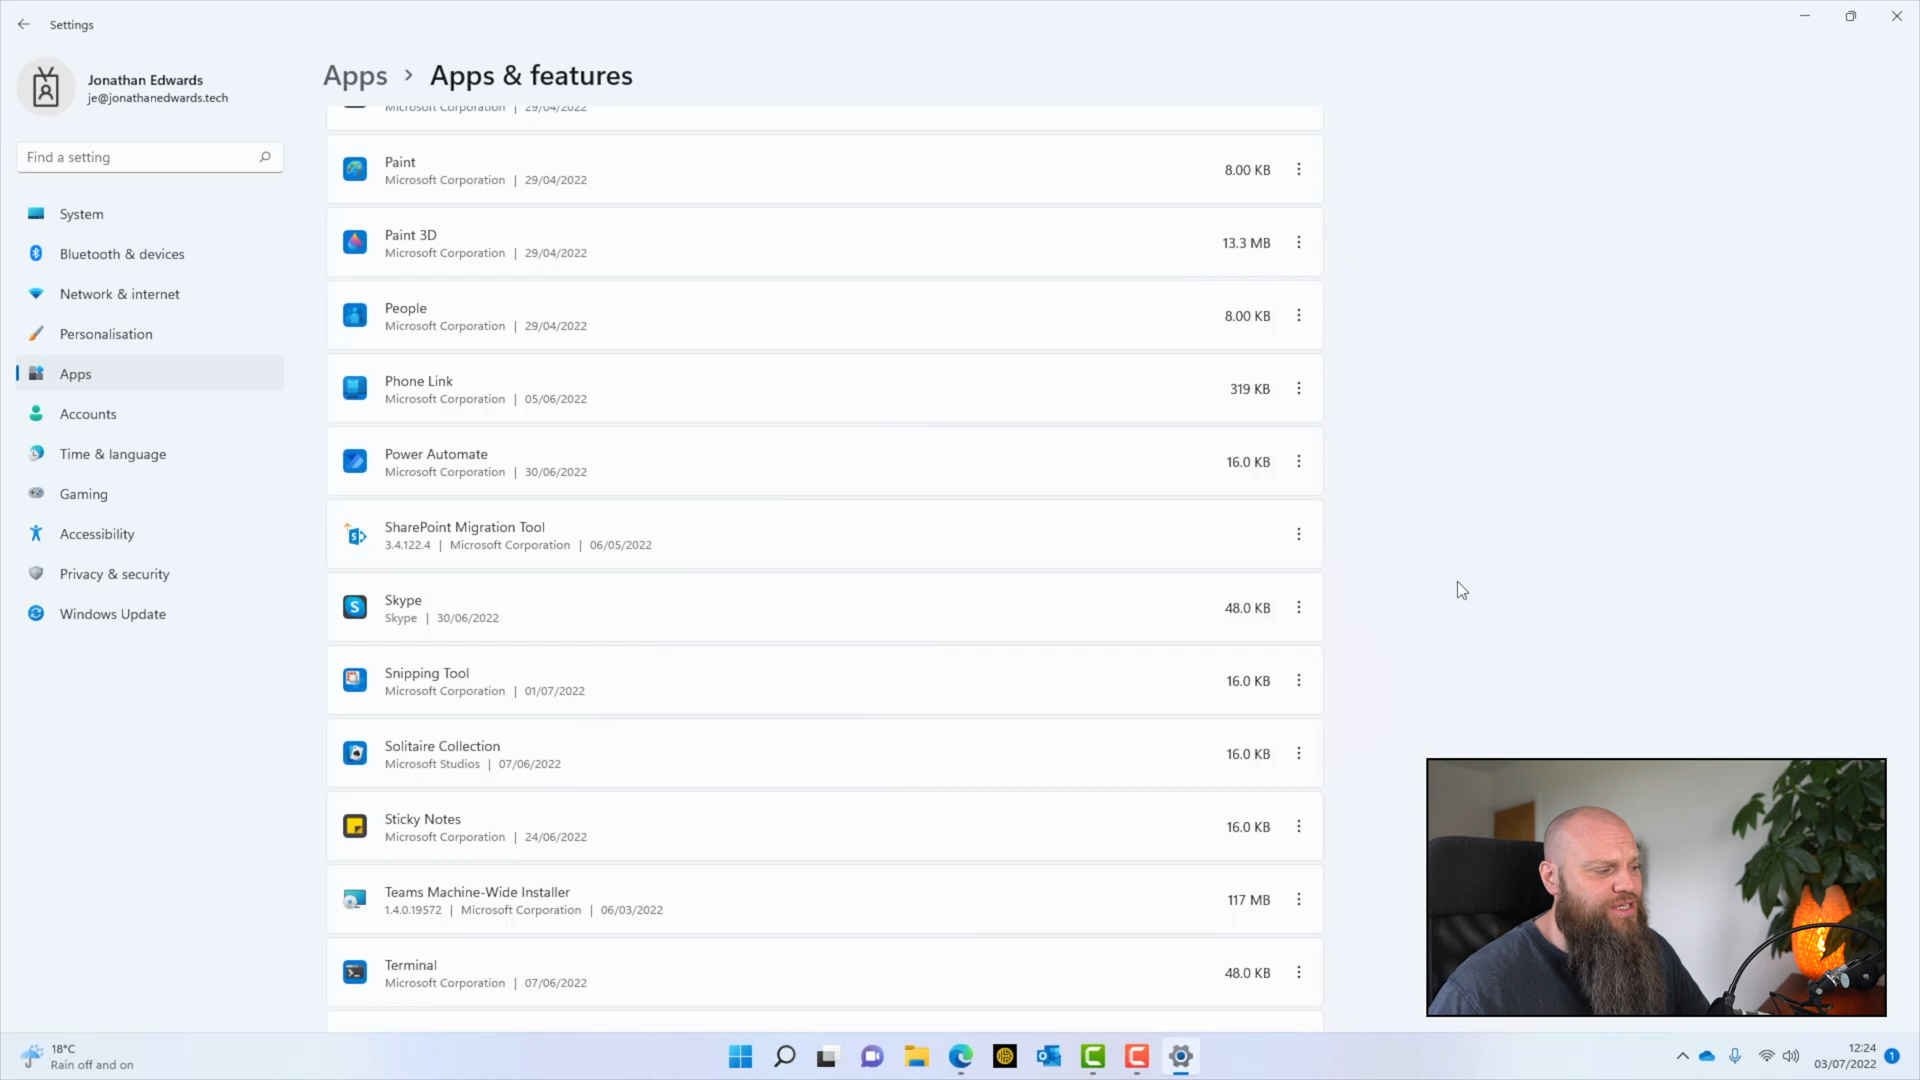 Settings
Jonathan Edwards
je@jonathanedwards.tech
Find a setting
System
Bluetooth & devices
Network & internet
Personalisation
Apps
Accounts
Time & language
Gaming
Accessibility
Privacy & security
Windows Update
Apps > Apps & features
Microsoft Corporation | 29/04/2022
Paint
Microsoft Corporation | 29/04/2022
8.00 KB
Paint 3D
Microsoft Corporation | 29/04/2022
13.3 MB
People
Microsoft Corporation | 29/04/2022
8.00 KB
Phone Link
Microsoft Corporation | 05/06/2022
319 KB
Power Automate
Microsoft Corporation | 30/06/2022
16.0 KB
SharePoint Migration Tool
3.4.122.4 | Microsoft Corporation | 06/05/2022
Skype
Skype | 30/06/2022
48.0 KB
Snipping Tool
Microsoft Corporation | 01/07/2022
16.0 KB
Solitaire Collection
Microsoft Studios | 07/06/2022
16.0 KB
Sticky Notes
Microsoft Corporation | 24/06/2022
16.0 KB
Teams Machine-Wide Installer
1.4.0.19572 | Microsoft Corporation | 06/03/2022
117 MB
Terminal
Microsoft Corporation | 07/06/2022
48.0 KB
18°C
Rain off and on
12:24
03/07/2022
1